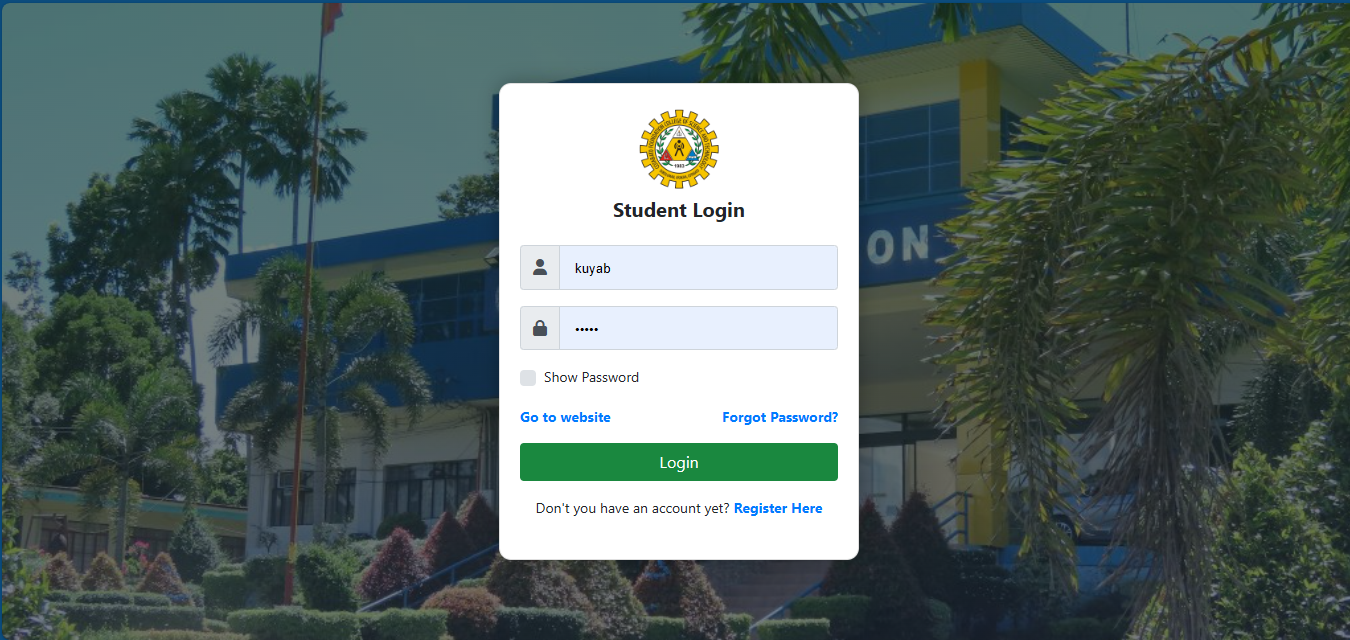 1983
Student Login
ON
kuyab
•••••
Show Password
Go to website
Forgot Password?
Login
Don't you have an account yet? Register Here